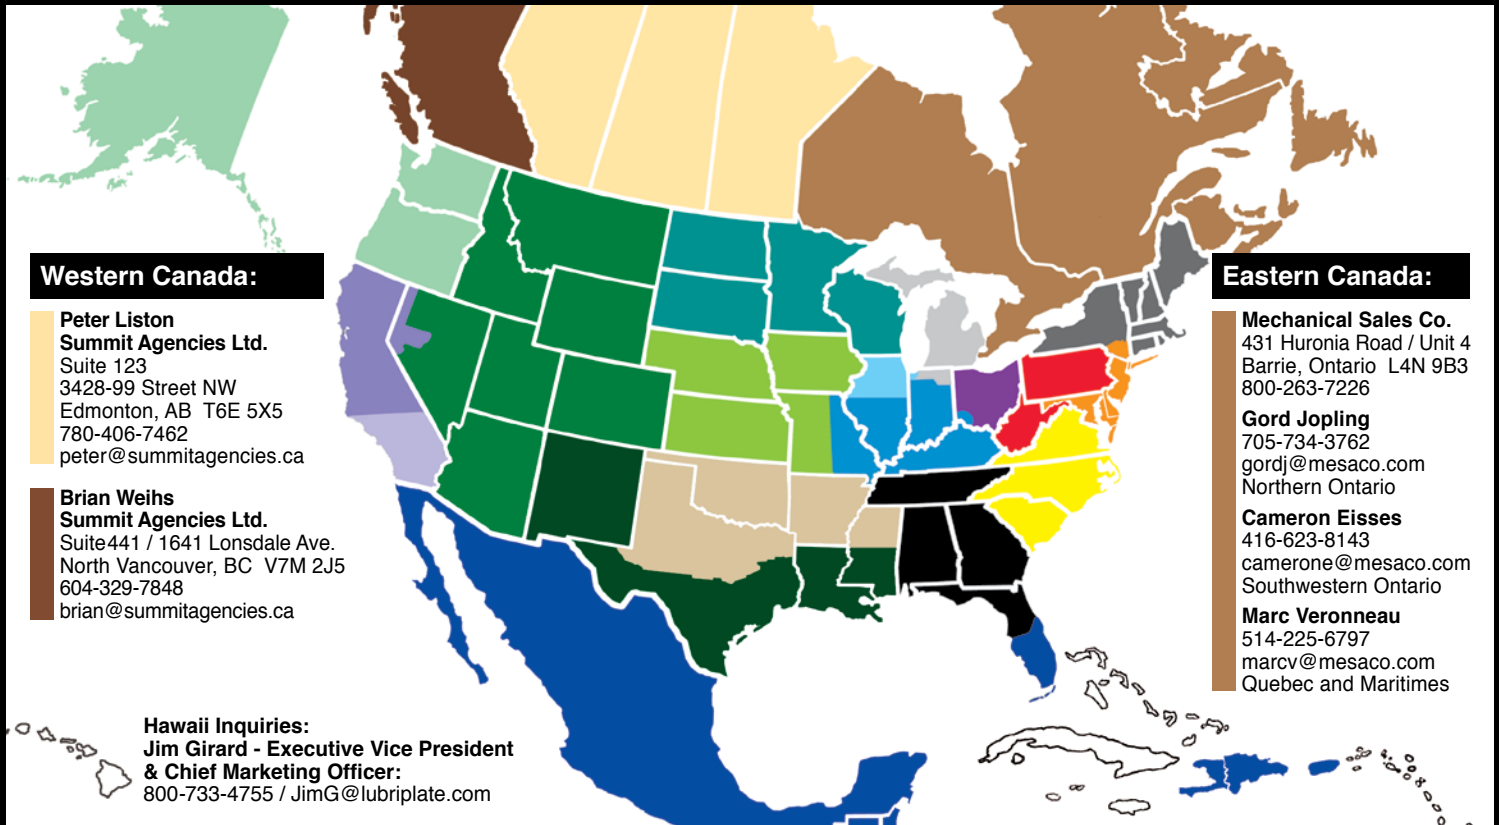 Western Canada:
Peter Liston
Summit Agencies Ltd.
Suite 123
3428-99 Street NW
Edmonton, AB  T6E 5X5
780-406-7462
peter@summitagencies.ca
Brian Weihs
Summit Agencies Ltd.
Suite441 / 1641 Lonsdale Ave.
North Vancouver, BC  V7M 2J5
604-329-7848
brian@summitagencies.ca
Hawaii Inquiries:
Jim Girard - Executive Vice President
& Chief Marketing Officer:
800-733-4755 / JimG@lubriplate.com
Eastern Canada:
Mechanical Sales Co.
431 Huronia Road / Unit 4
Barrie, Ontario  L4N 9B3
800-263-7226
Gord Jopling
705-734-3762
gordj@mesaco.com
Northern Ontario
Cameron Eisses
416-623-8143
camerone@mesaco.com
Southwestern Ontario
Marc Veronneau
514-225-6797
marcv@mesaco.com
Quebec and Maritimes